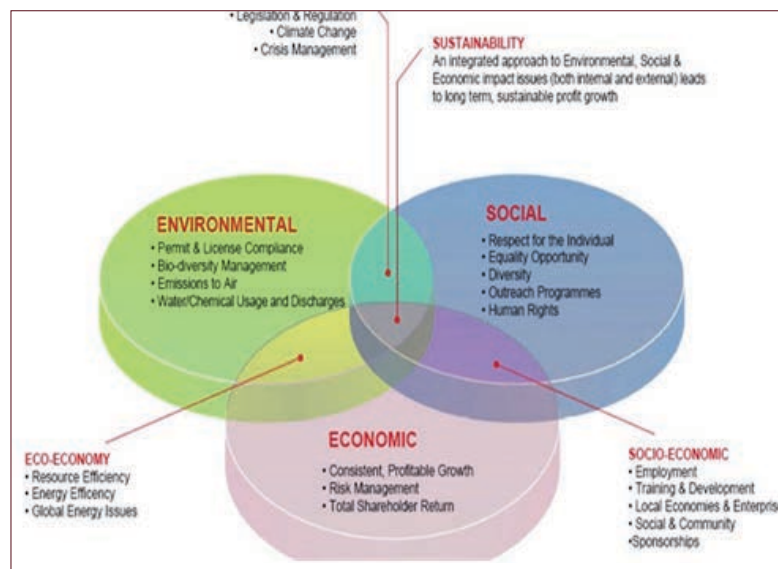 • Legislation & Regulation
• Climate Change
• Crisis Management
SUSTAINABILITY
An integrated approach to Environmental, Social &
Economic impact issues (both internal and external) leads
to long term, sustainable profit growth
ENVIRONMENTAL
• Permit & License Compliance
• Bio-diversity Management
• Emissions to Air
• Water/Chemical Usage and Discharges
SOCIAL
• Respect for the Individual
• Equality Opportunity
• Diversity
• Outreach Programmes
• Human Rights
ECO-ECONOMY
• Resource Efficiency
• Energy Efficency
• Global Energy Issues
ECONOMIC
• Consistent, Profitable Growth
• Risk Management
• Total Shareholder Return
SOCIO-ECONOMIC
• Employment
• Training & Development
• Local Economies & Enterprise
• Social & Community
•Sponsorships